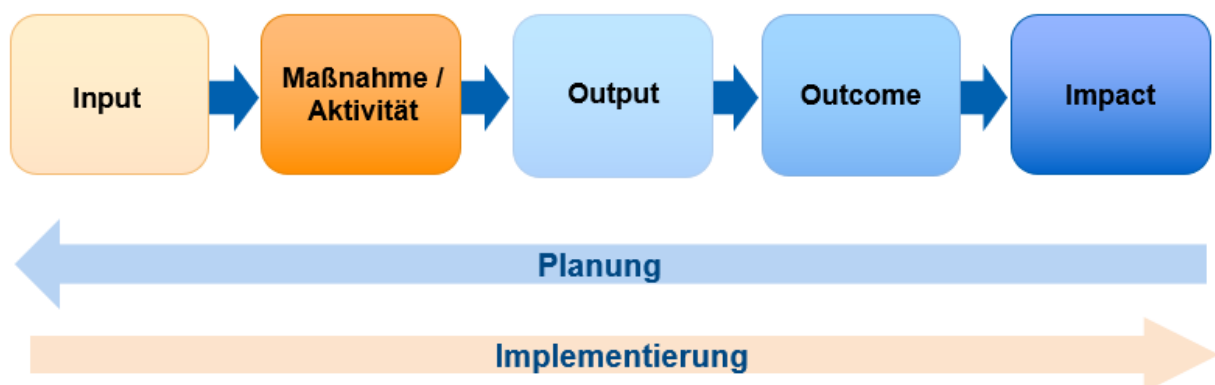 Input
Maßnahme /
Aktivität
Output
Outcome
Impact
Planung
Implementierung